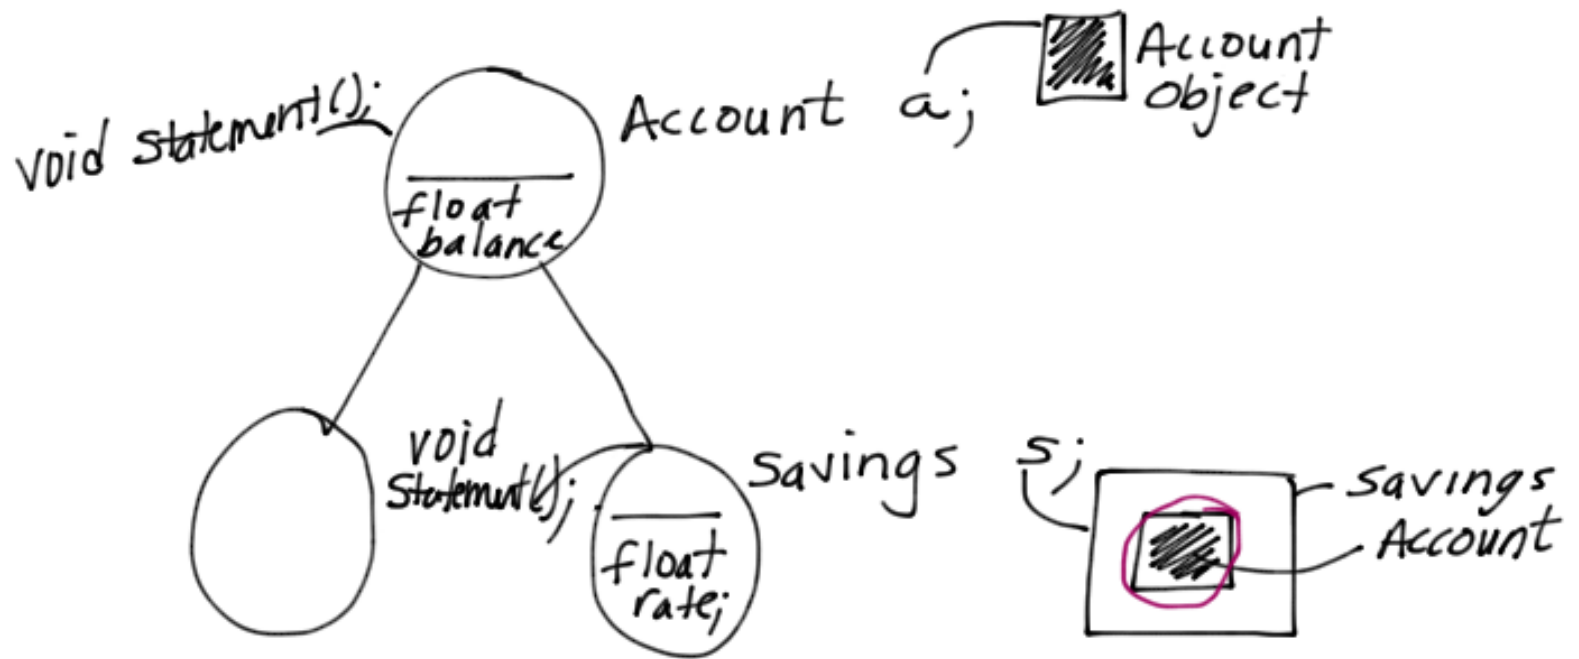 void statement();
float
balance
Account a;
Account
Object
void
Statement();
float
rate;
Savings s;
Savings
Account